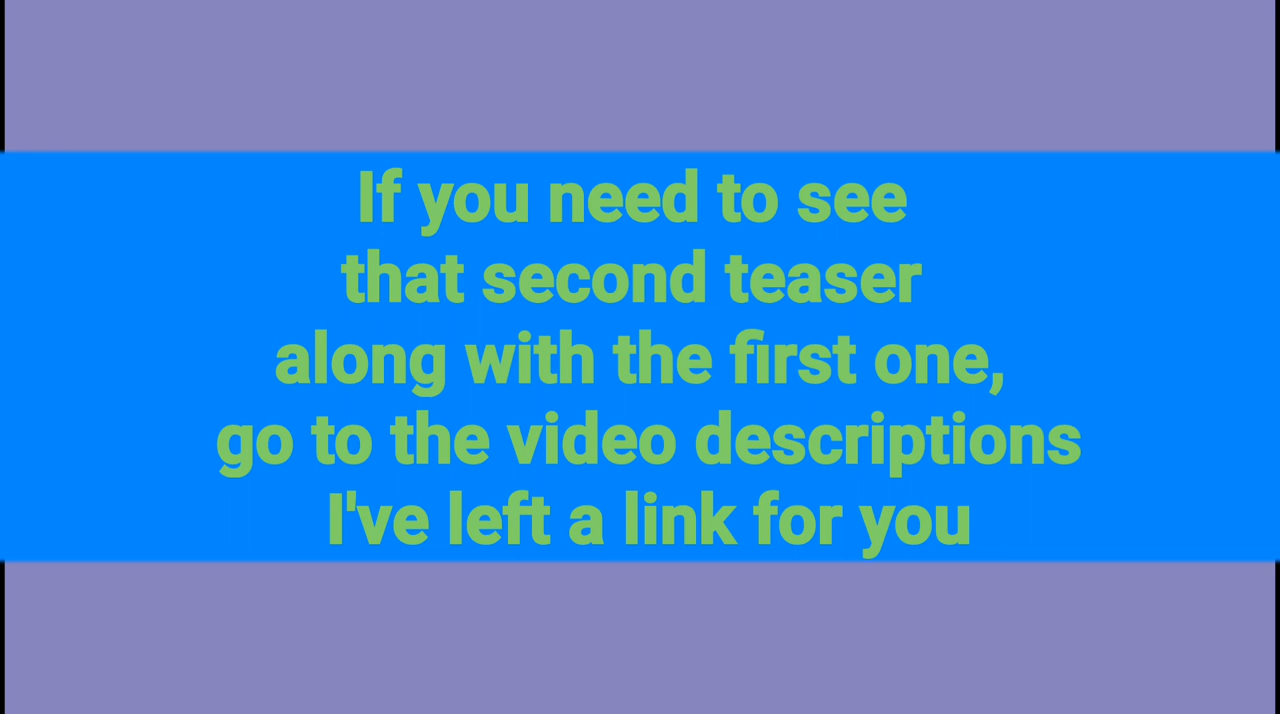 If you need to see
that second teaser
along with the first one,
go to the video descriptions
I've left a link for you